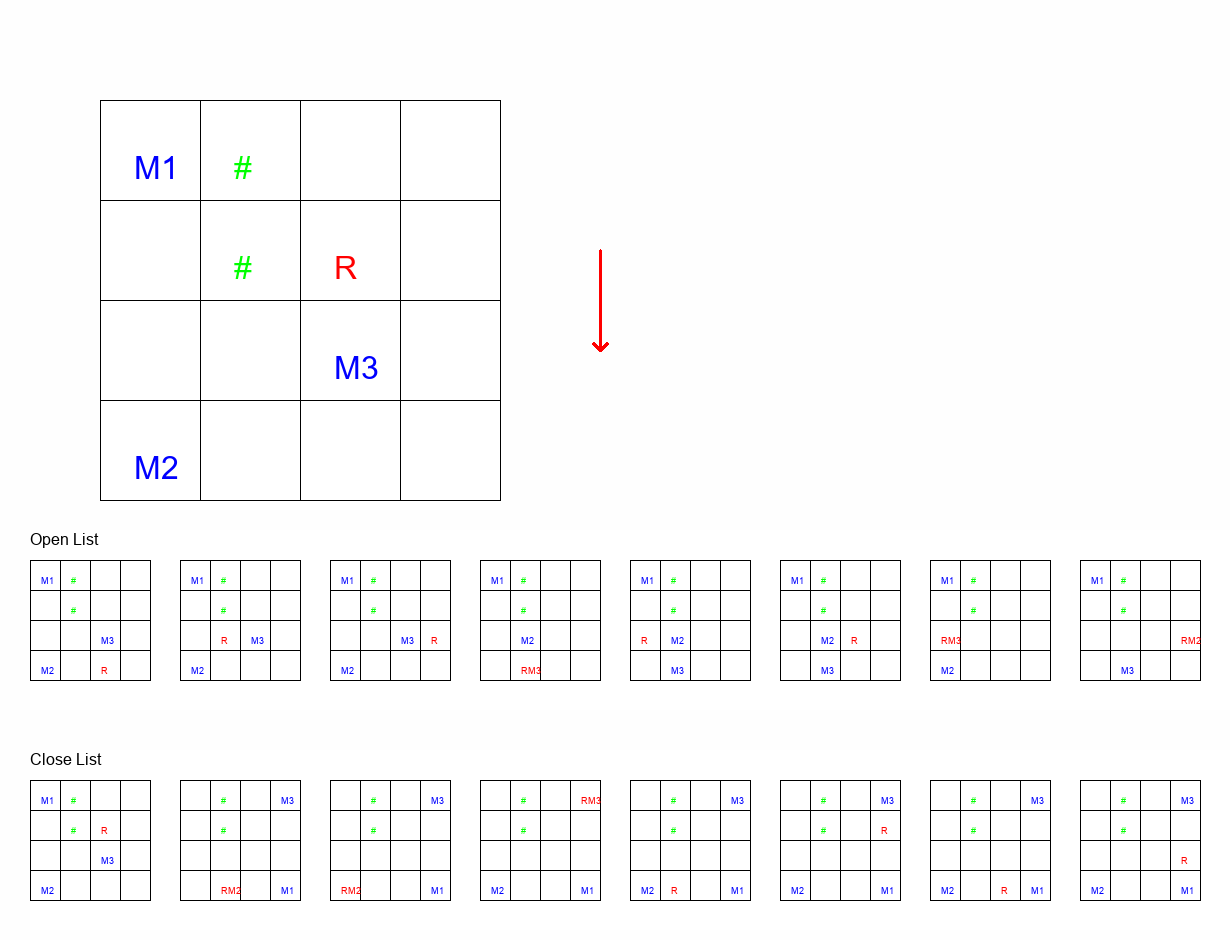 M1 #
# R
M3
M2
Open List
M1 # M1 # M1 # M1 # M1 # M1 # M1 # M1 #
# # # # # # # #
M3 R M3 M3 R M2 R M2 M2 R RM3 RM2
M2 R M2 M2 RM3 M3 M3 M2 M3
Close List
M1 # # M3 # M3 # RM3 # M3 # M3 # M3 # M3
# R # # # # # R # #
M3 R
M2 RM2 M1 RM2 M1 M2 M1 M2 R M1 M2 M1 M2 R M1 M2 M1